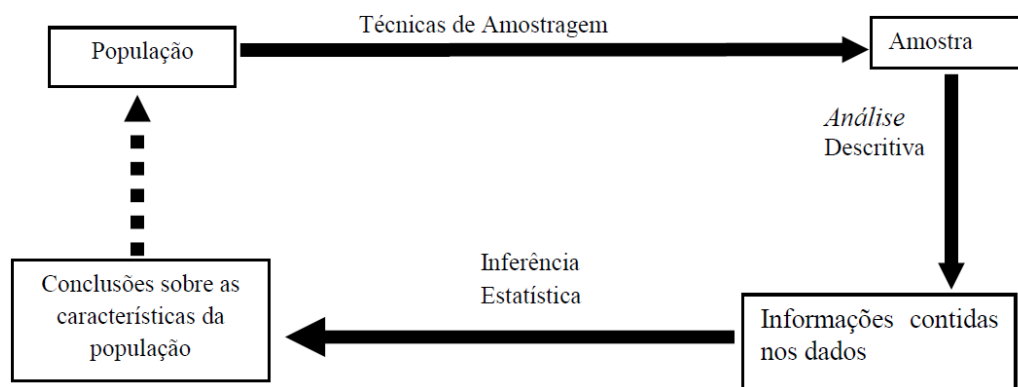 Técnicas de Amostragem
População
Amostra
Análise
Descritiva
Inferência
Estatística
Conclusões sobre as
características da
população
Informações contidas
nos dados